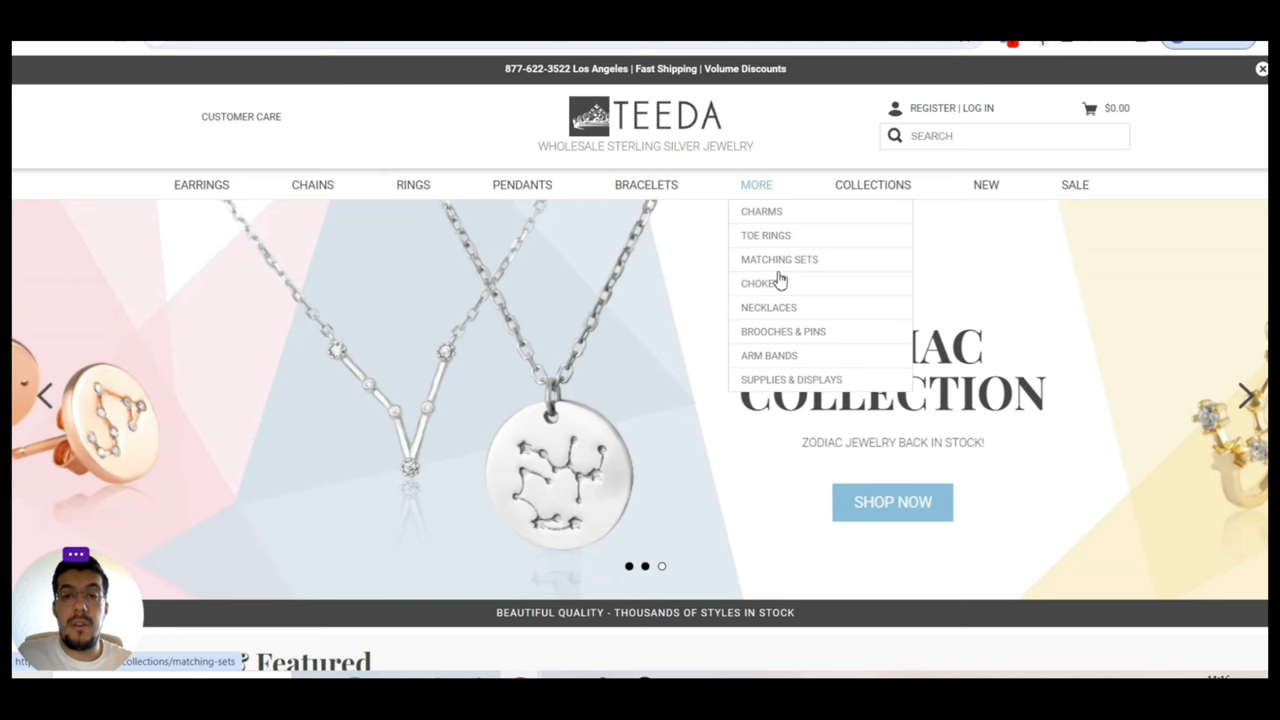 877-622-3522 Los Angeles | Fast Shipping | Volume Discounts
CUSTOMER CARE
TEEDA
WHOLESALE STERLING SILVER JEWELRY
REGISTER | LOG IN
$0.00
SEARCH
EARRINGS
CHAINS
RINGS
PENDANTS
BRACELETS
MORE
COLLECTIONS
NEW
SALE
CHARMS
TOE RINGS
MATCHING SETS
CHOKE
NECKLACES
BROOCHES & PINS
ARM BANDS
SUPPLIES & DISPLAYS
COLLECTION
ZODIAC JEWELRY BACK IN STOCK!
SHOP NOW
BEAUTIFUL QUALITY - THOUSANDS OF STYLES IN STOCK
Featured
collections/matching-sets